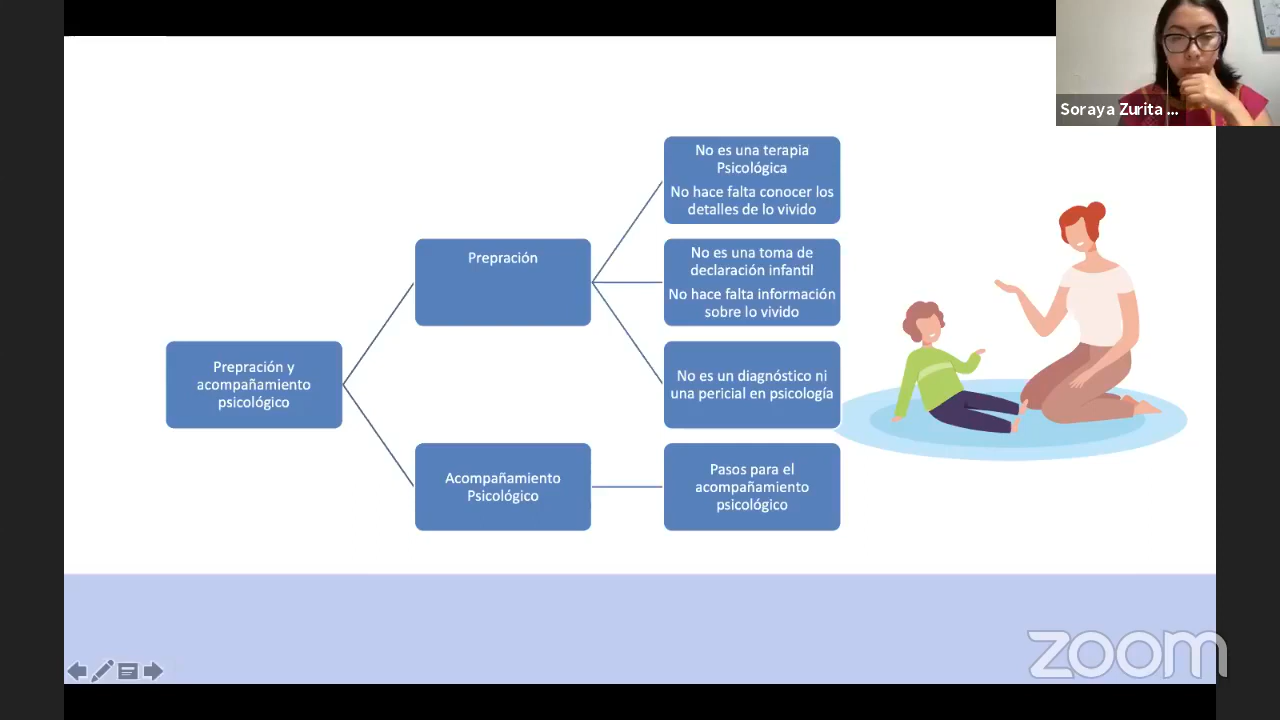 Soraya Zurita ...
No es una terapia
Psicológica
No hace falta conocer los
detalles de lo vivido
Prepración
No es una toma de
declaración infantil
No hace falta información
sobre lo vivido
Prepración y
acompañamiento
psicológico
No es un diagnóstico ni
una pericial en psicología
Acompañamiento
Psicológico
Pasos para el
acompañamiento
psicológico
zoom